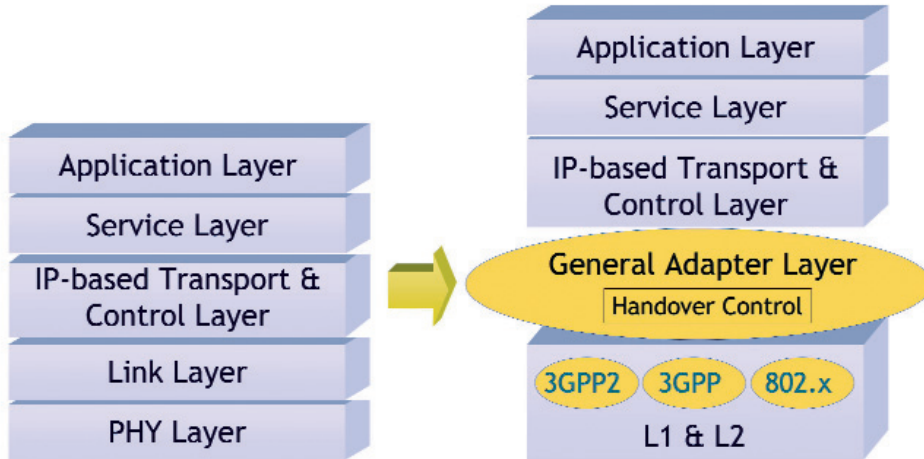 Application Layer
Service Layer
IP-based Transport &
Control Layer
Link Layer
PHY Layer
Application Layer
Service Layer
IP-based Transport &
Control Layer
General Adapter Layer
Handover Control
3GPP2 3GPP 802.x
L1 & L2